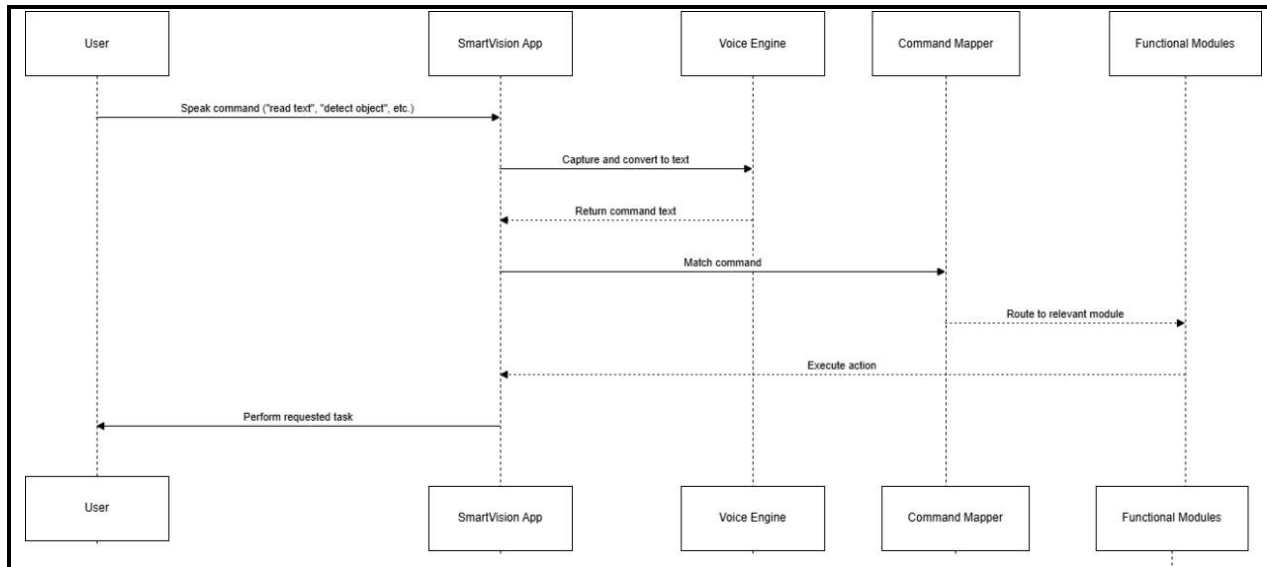 User
SmartVision App
Voice Engine
Command Mapper
Functional Modules
Speak command ("read text", "detect object", etc.)
Capture and convert to text
Return command text
Match command
Route to relevant module
Execute action
Perform requested task
User
SmartVision App
Voice Engine
Command Mapper
Functional Modules